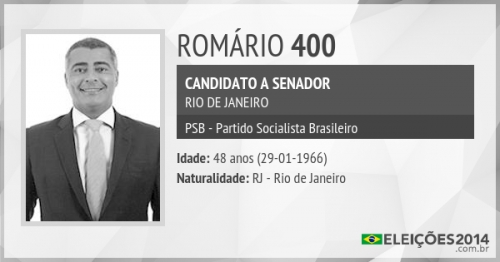 ROMÁRIO 400
CANDIDATO A SENADOR
RIO DE JANEIRO
PSB - Partido Socialista Brasileiro
Idade: 48 anos (29-01-1966)
Naturalidade: RJ - Rio de Janeiro
ELEIÇÕES2014
.com.br